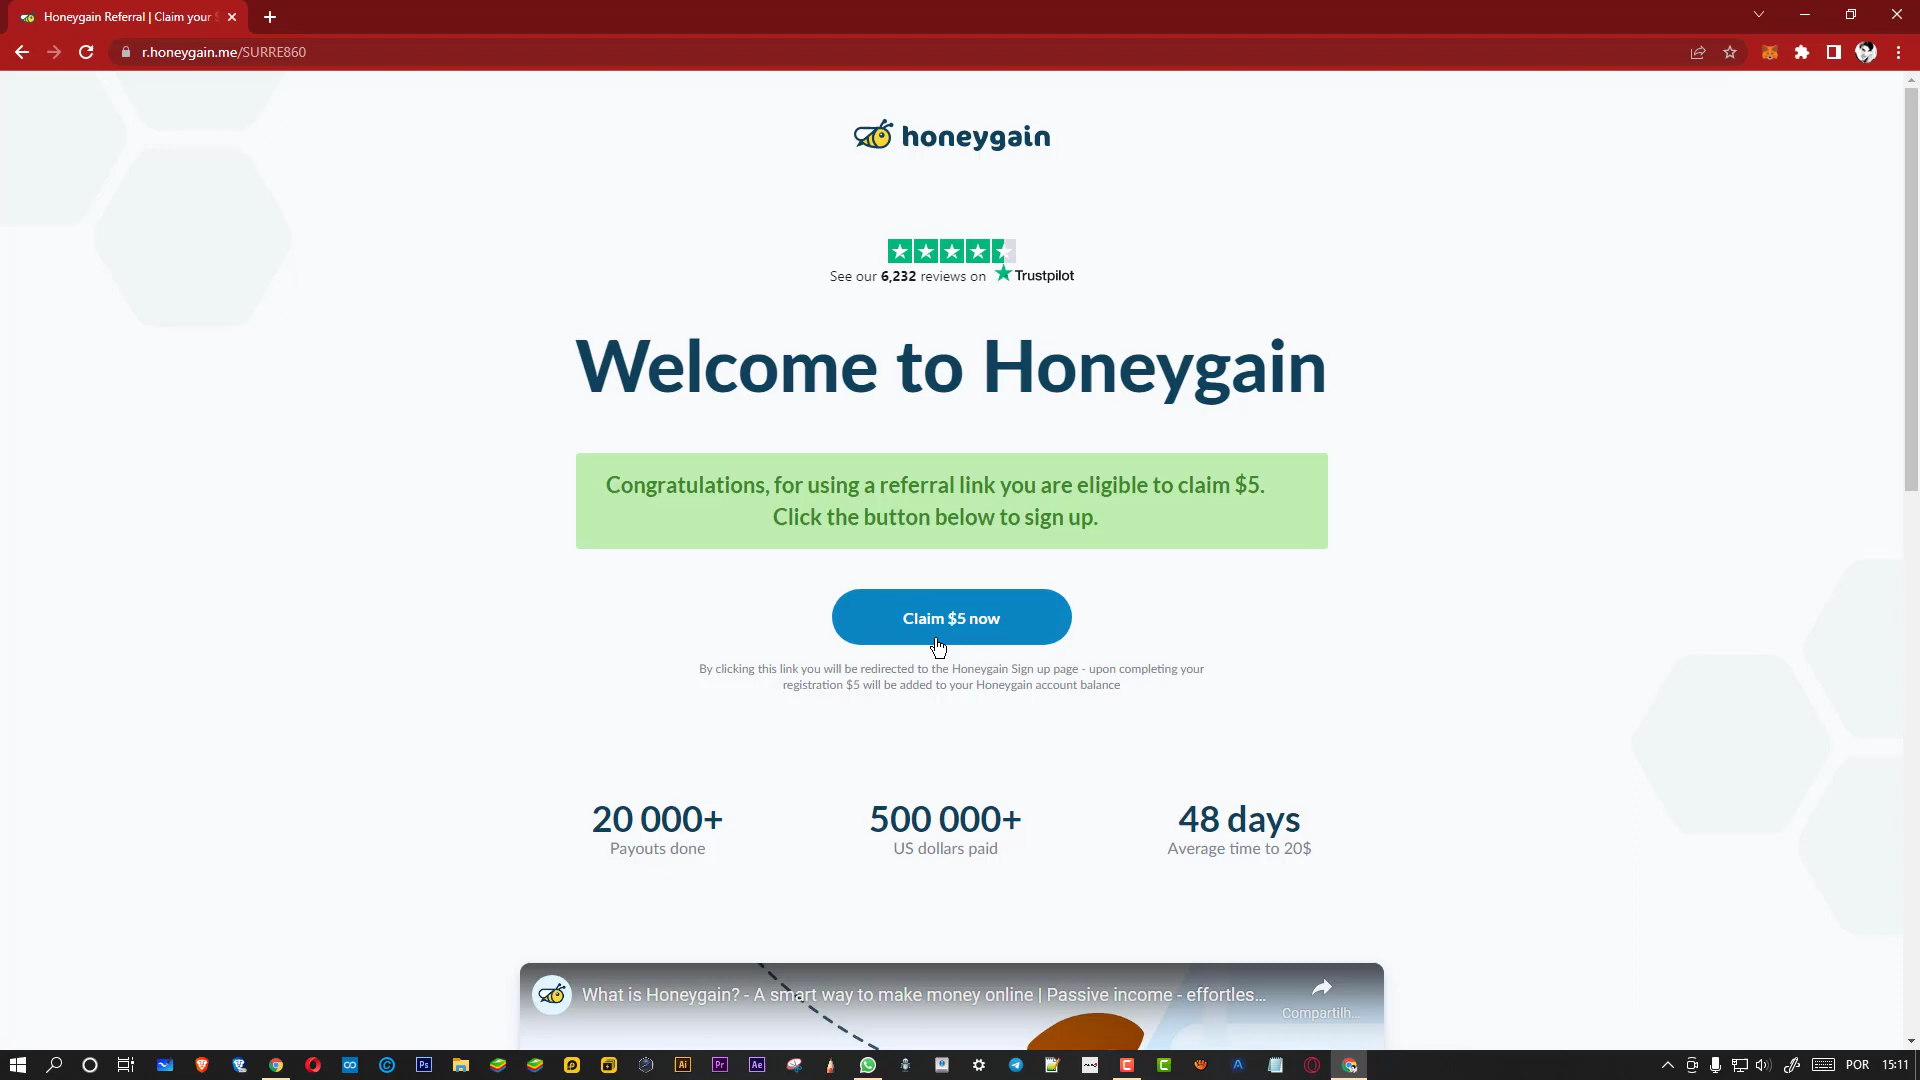 Honeygain Referral | Claim your $
r.honeygain.me/SURRE860
honeygain
See our 6,232 reviews on Trustpilot
Welcome to Honeygain
Congratulations, for using a referral link you are eligible to claim $5.
Click the button below to sign up.
Claim $5 now
By clicking this link you will be redirected to the Honeygain Sign up page - upon completing your
registration $5 will be added to your Honeygain account balance
20 000+
Payouts done
500 000+
US dollars paid
48 days
Average time to 20$
What is Honeygain? - A smart way to make money online | Passive income - effortles...
Compartilh...
Ps
Ai
Pr
Ae
C
C
A
POR
15:11